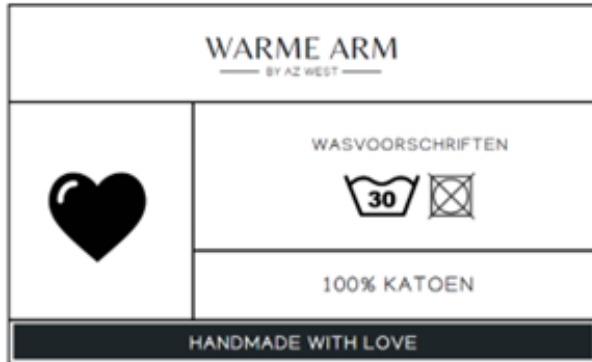 WARME ARM
BY AZ WEST
WASVOORSCHRIFTEN
30
100% KATOEN
HANDMADE WITH LOVE